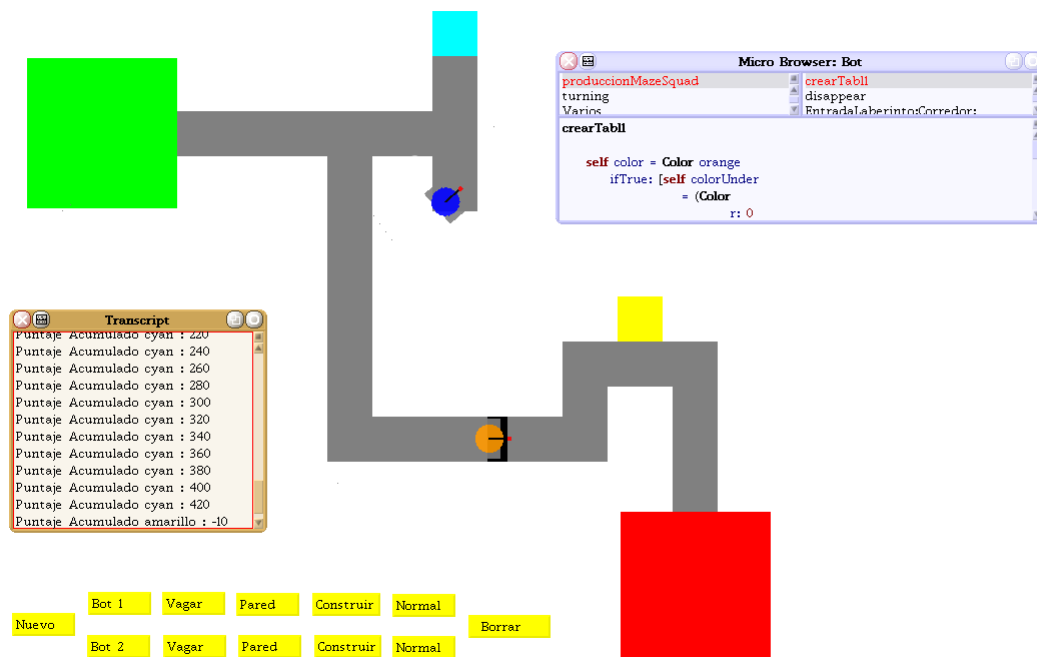 Micro Browser: Bot
produccionMazeSquad
turning
Varios
crearTabl1
disappear
EntradaLaberinto:Corredor:
crearTabl1
self color = Color orange
ifTrue: [self colorUnder
= (Color
r: 0
Transcript
Puntaje Acumulado cyan : 220
Puntaje Acumulado cyan : 240
Puntaje Acumulado cyan : 260
Puntaje Acumulado cyan : 280
Puntaje Acumulado cyan : 300
Puntaje Acumulado cyan : 320
Puntaje Acumulado cyan : 340
Puntaje Acumulado cyan : 360
Puntaje Acumulado cyan : 380
Puntaje Acumulado cyan : 400
Puntaje Acumulado cyan : 420
Puntaje Acumulado amarillo : -10
Nuevo
Bot 1 Vagar Pared Construir Normal
Borrar
Bot 2 Vagar Pared Construir Normal